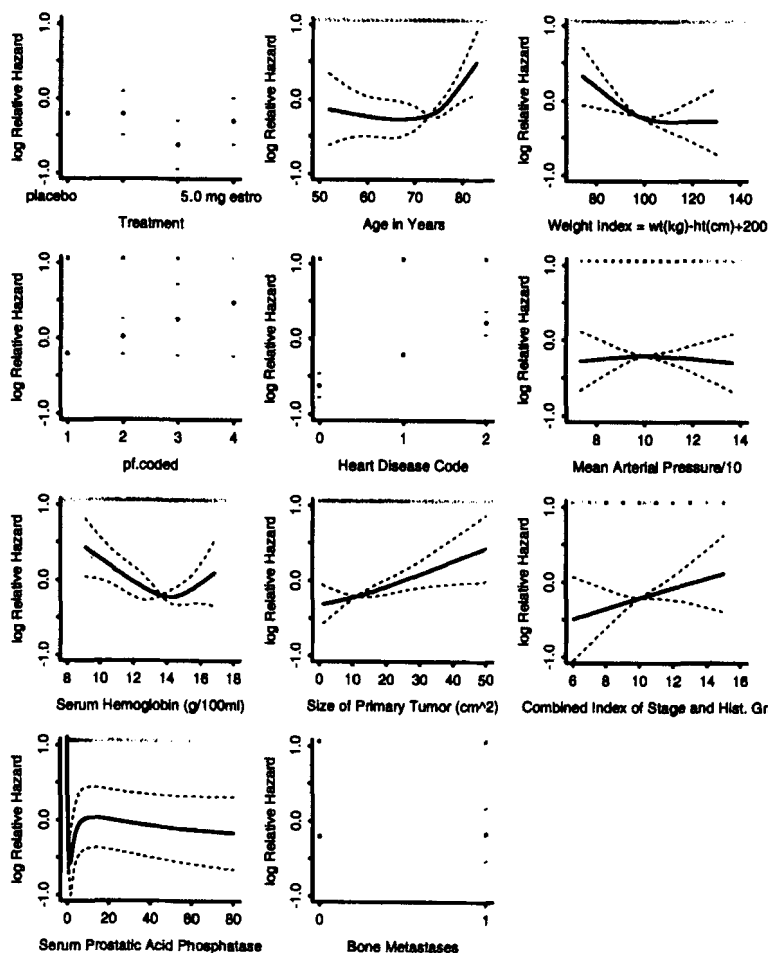 log Relative Hazard
1.0
0.0
-1.0
placebo
5.0 mg estro
Treatment
log Relative Hazard
1.0
0.0
-1.0
50 60 70 80
Age in Years
log Relative Hazard
1.0
0.0
-1.0
80 100 120 140
Weight Index = wt(kg)-ht(cm)+200
log Relative Hazard
1.0
0.0
-1.0
1 2 3 4
pf.coded
log Relative Hazard
1.0
0.0
-1.0
0 1 2
Heart Disease Code
log Relative Hazard
1.0
0.0
-1.0
8 10 12 14
Mean Arterial Pressure/10
log Relative Hazard
1.0
0.0
-1.0
8 10 12 14 16 18
Serum Hemoglobin (g/100ml)
log Relative Hazard
1.0
0.0
-1.0
0 10 20 30 40 50
Size of Primary Tumor (cm^2)
log Relative Hazard
1.0
0.0
-1.0
6 8 10 12 14 16
Combined Index of Stage and Hist. Gr
log Relative Hazard
1.0
0.0
-1.0
0 20 40 60 80
Serum Prostatic Acid Phosphatase
log Relative Hazard
1.0
0.0
-1.0
0 1
Bone Metastases